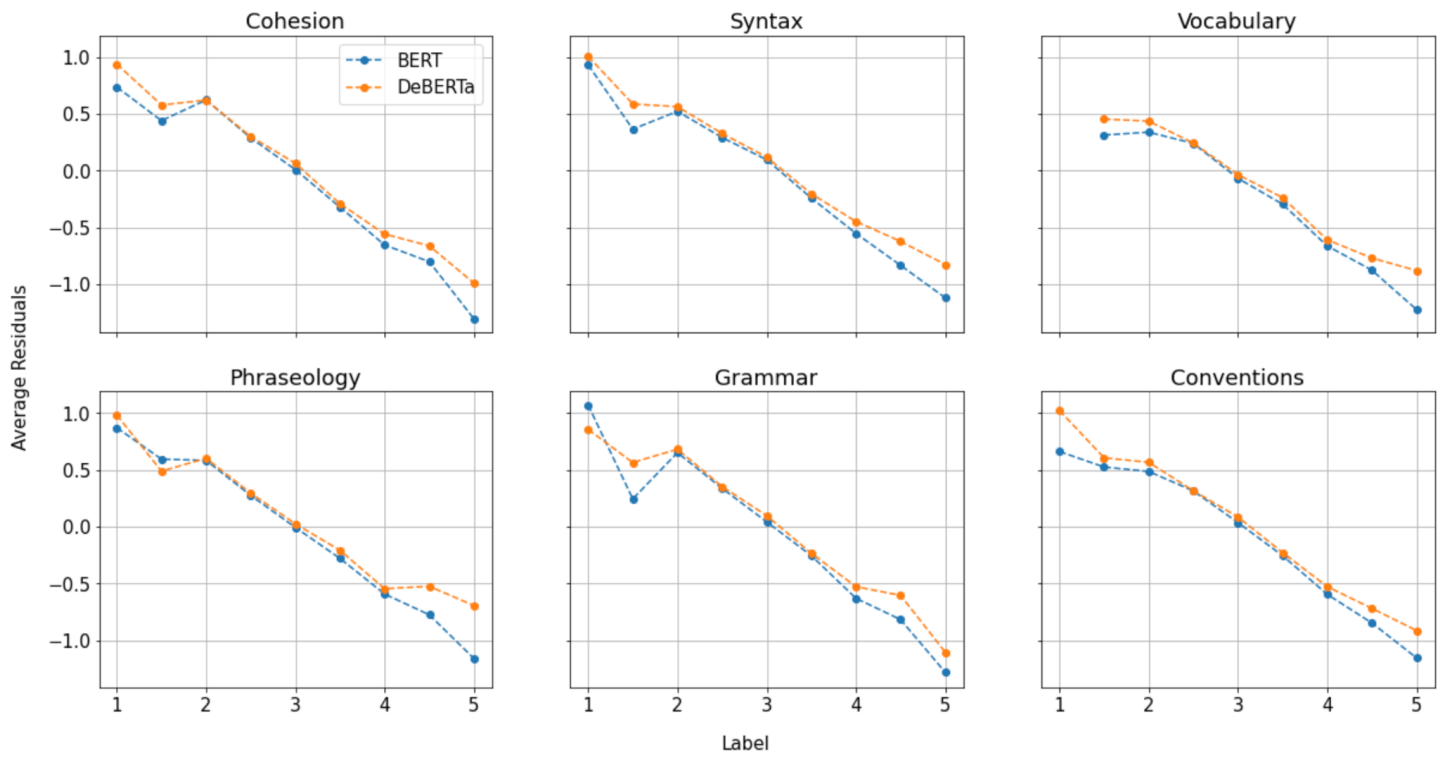 Cohesion
Syntax
Vocabulary
BERT
DeBERTa
1.0
0.5
0.0
−0.5
−1.0
Average Residuals
Phraseology
Grammar
Conventions
1.0
0.5
0.0
−0.5
−1.0
1 2 3 4 5
1 2 3 4 5
1 2 3 4 5
Label